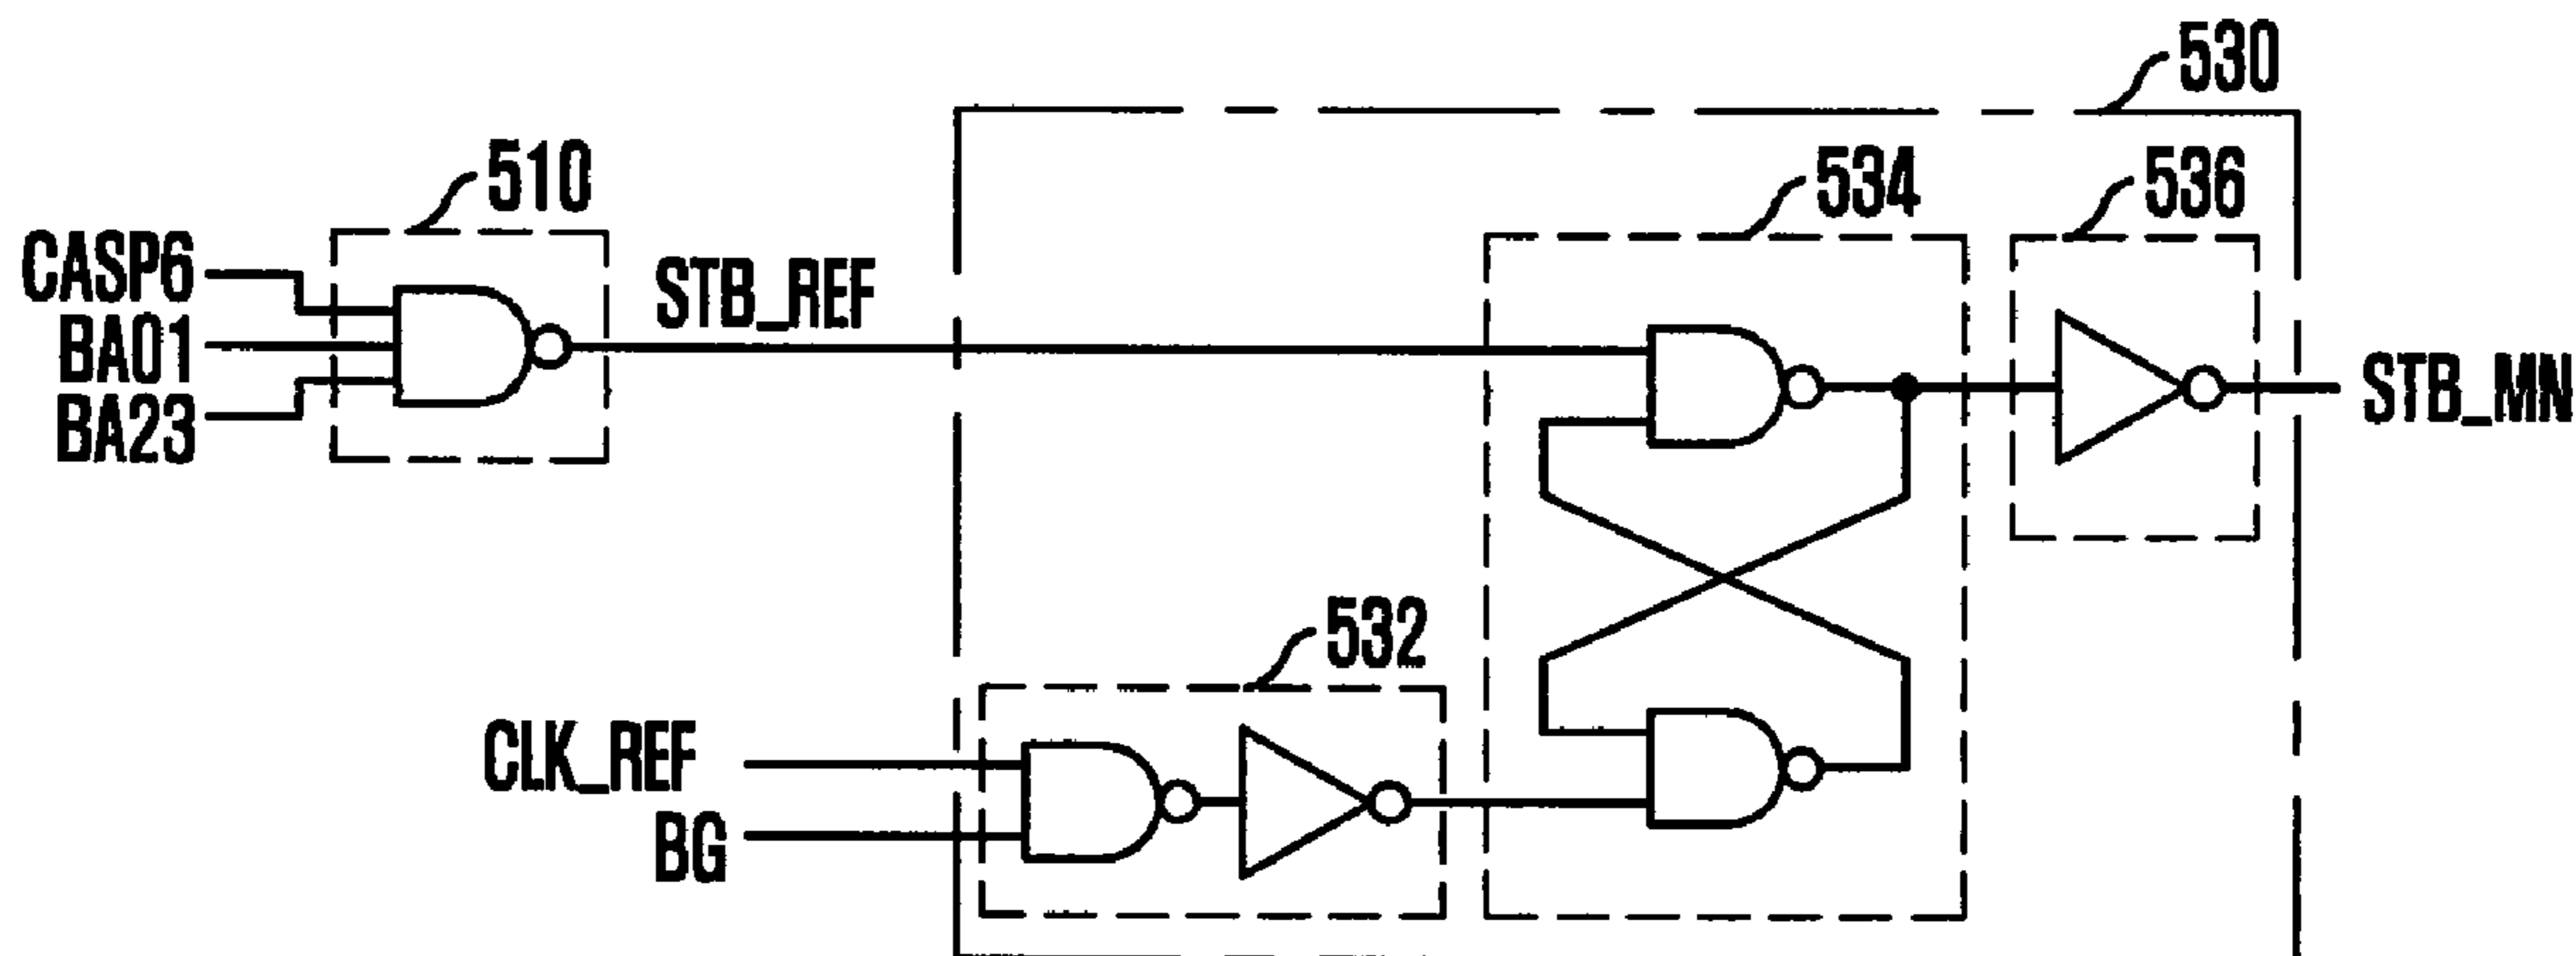 530
510
534
536
CASP6
STB_REF
BA01
STB_MN
BA23
532
CLK_REF
BG